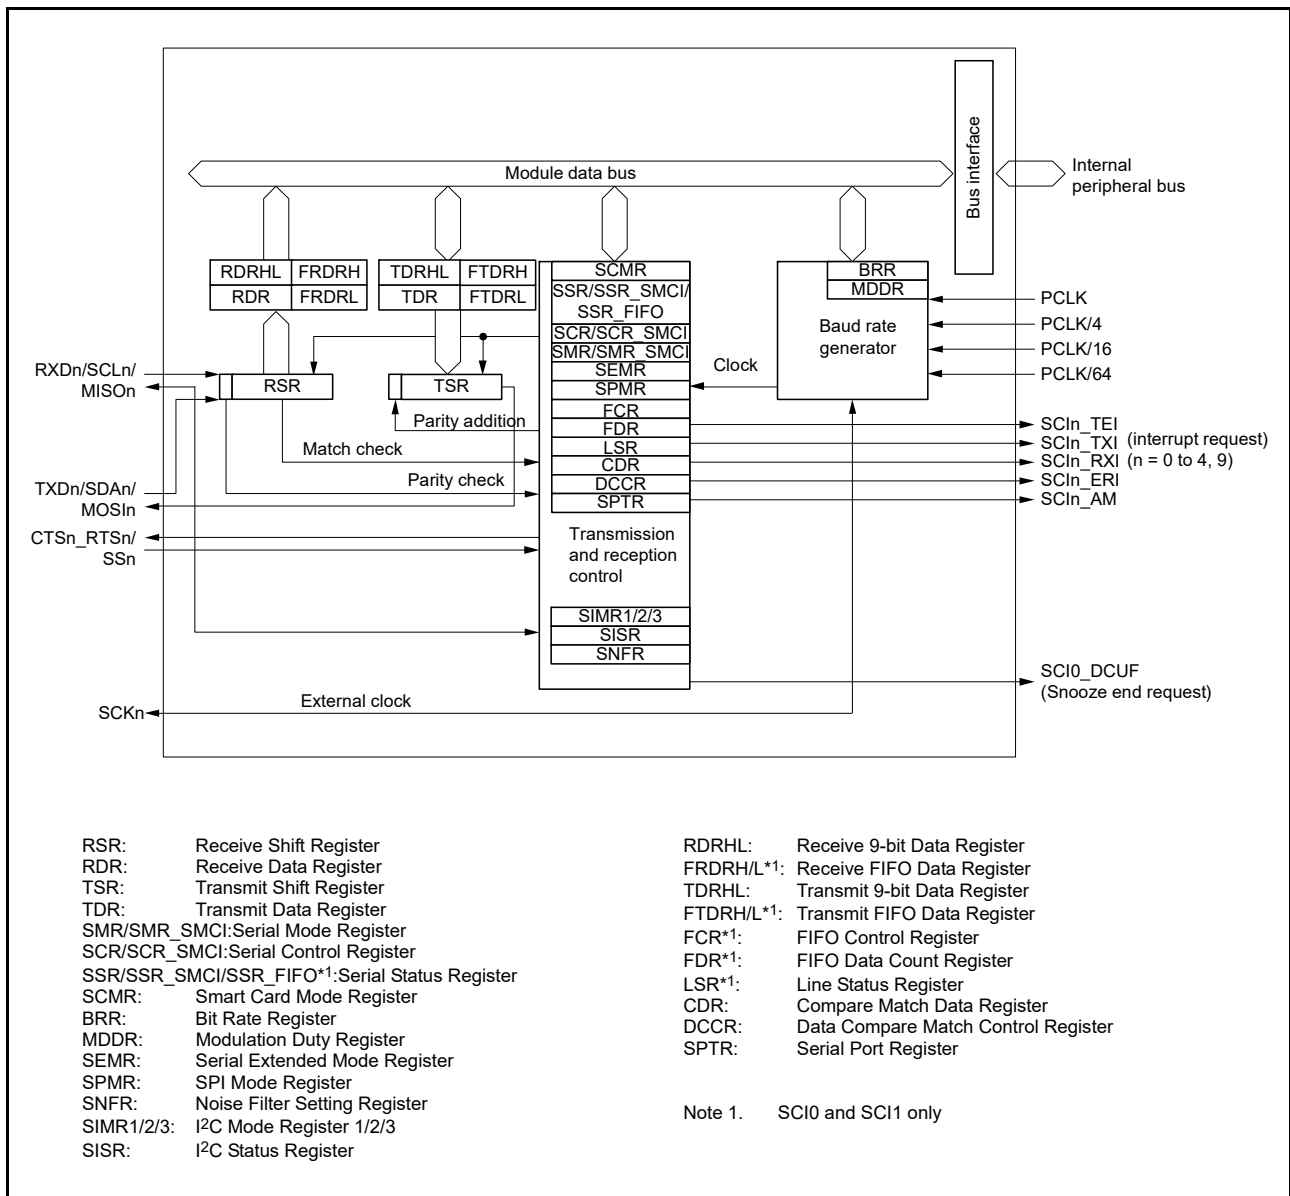 Module data bus
Bus interface
Internal
peripheral bus
RDRHL FRDRH
RDR FRDRL
TDRHL FTDRH
TDR FTDRL
SCMR
SSR/SSR_SMCI/
SSR_FIFO
SCR/SCR_SMCI
SMR/SMR_SMCI
SEMR
SPMR
FCR
FDR
LSR
CDR
DCCR
SPTR
Transmission
and reception
control
SIMR1/2/3
SISR
SNFR
BRR
MDDR
Baud rate
generator
Clock
PCLK
PCLK/4
PCLK/16
PCLK/64
RXDn/SCLn/
MISOn
RSR
TSR
Parity addition
Match check
Parity check
TXDn/SDAn/
MOSIn
CTSn_RTSn/
SSn
SCIn_TEI
SCIn_TXI (interrupt request)
SCIn_RXI (n = 0 to 4, 9)
SCIn_ERI
SCIn_AM
SCI0_DCUF
(Snooze end request)
External clock
SCKn
RSR: Receive Shift Register
RDR: Receive Data Register
TSR: Transmit Shift Register
TDR: Transmit Data Register
SMR/SMR_SMCI:Serial Mode Register
SCR/SCR_SMCI:Serial Control Register
SSR/SSR_SMCI/SSR_FIFO*1:Serial Status Register
SCMR: Smart Card Mode Register
BRR: Bit Rate Register
MDDR: Modulation Duty Register
SEMR: Serial Extended Mode Register
SPMR: SPI Mode Register
SNFR: Noise Filter Setting Register
SIMR1/2/3: I2C Mode Register 1/2/3
SISR: I2C Status Register
RDRHL: Receive 9-bit Data Register
FRDRH/L*1: Receive FIFO Data Register
TDRHL: Transmit 9-bit Data Register
FTDRH/L*1: Transmit FIFO Data Register
FCR*1: FIFO Control Register
FDR*1: FIFO Data Count Register
LSR*1: Line Status Register
CDR: Compare Match Data Register
DCCR: Data Compare Match Control Register
SPTR: Serial Port Register
Note 1. SCI0 and SCI1 only